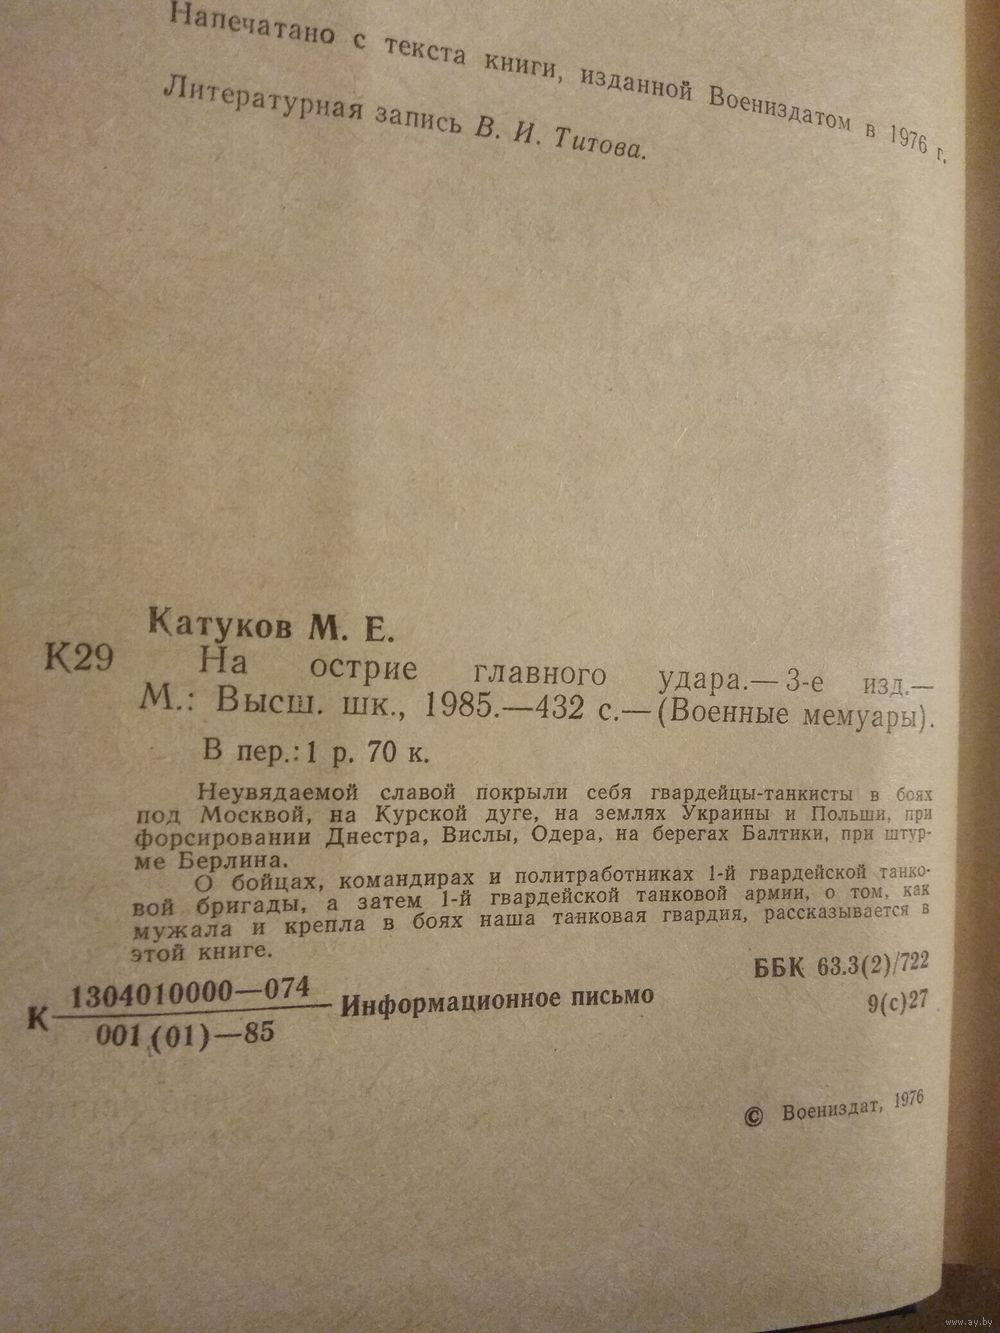 Напечатано с текста книги, изданной Воениздатом в 1976 г.
Литературная запись В. И. Титова.
Катуков М. Е.
К29 На острие главного удара.— 3-е изд.—
М.: Высш. шк., 1985.—432 с.—(Военные мемуары).
В пер.: 1 р. 70 к.
Неувядаемой славой покрыли себя гвардейцы-танкисты в боях
под Москвой, на Курской дуге, на землях Украины и Польши, при
форсировании Днестра, Вислы, Одера, на берегах Балтики, при штур-
ме Берлина.
О бойцах, командирах и политработниках 1-й гвардейской танко-
вой бригады, а затем 1-й гвардейской танковой армии, о том, как
мужала и крепла в боях наша танковая гвардия, рассказывается в
этой книге.
К 1304010000—074
001 (01)—85
Информационное письмо
ББК 63.3(2)/722
9(с)27
© Воениздат, 1976
www.ay.by